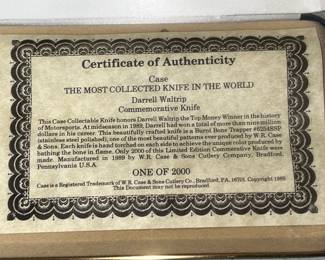 Certificate of Authenticity
Case
THE MOST COLLECTED KNIFE IN THE WORLD
Darrell Waltrip
Commemorative Knife
This Case Collectable Knife honors Darrell Waltrip the Top Money Winner in the history
of Motorsports. At midseason in 1989, Darrell had won a total of more than nine million
dollars in his career. This beautifully crafted knife is a Barrel Bone Trapper #6254SSP
(stainless steel polished), one of the most beautiful patterns ever produced by W.R. Case
& Sons. Each knife is hand torched on each side to achieve the unique color produced by
bathing the bone in flame. Only 2000 of this Limited Edition Commemorative Knife were
made. Manufactured in 1989 by W.R. Case & Sons Cutlery Company, Bradford,
Pennsylvania U.S.A.
ONE OF 2000
Case is a Registered Trademark of W.R. Case & Sons Cutlery Co., Bradford, PA. 16701. Copyright 1989
This Document may not be reproduced